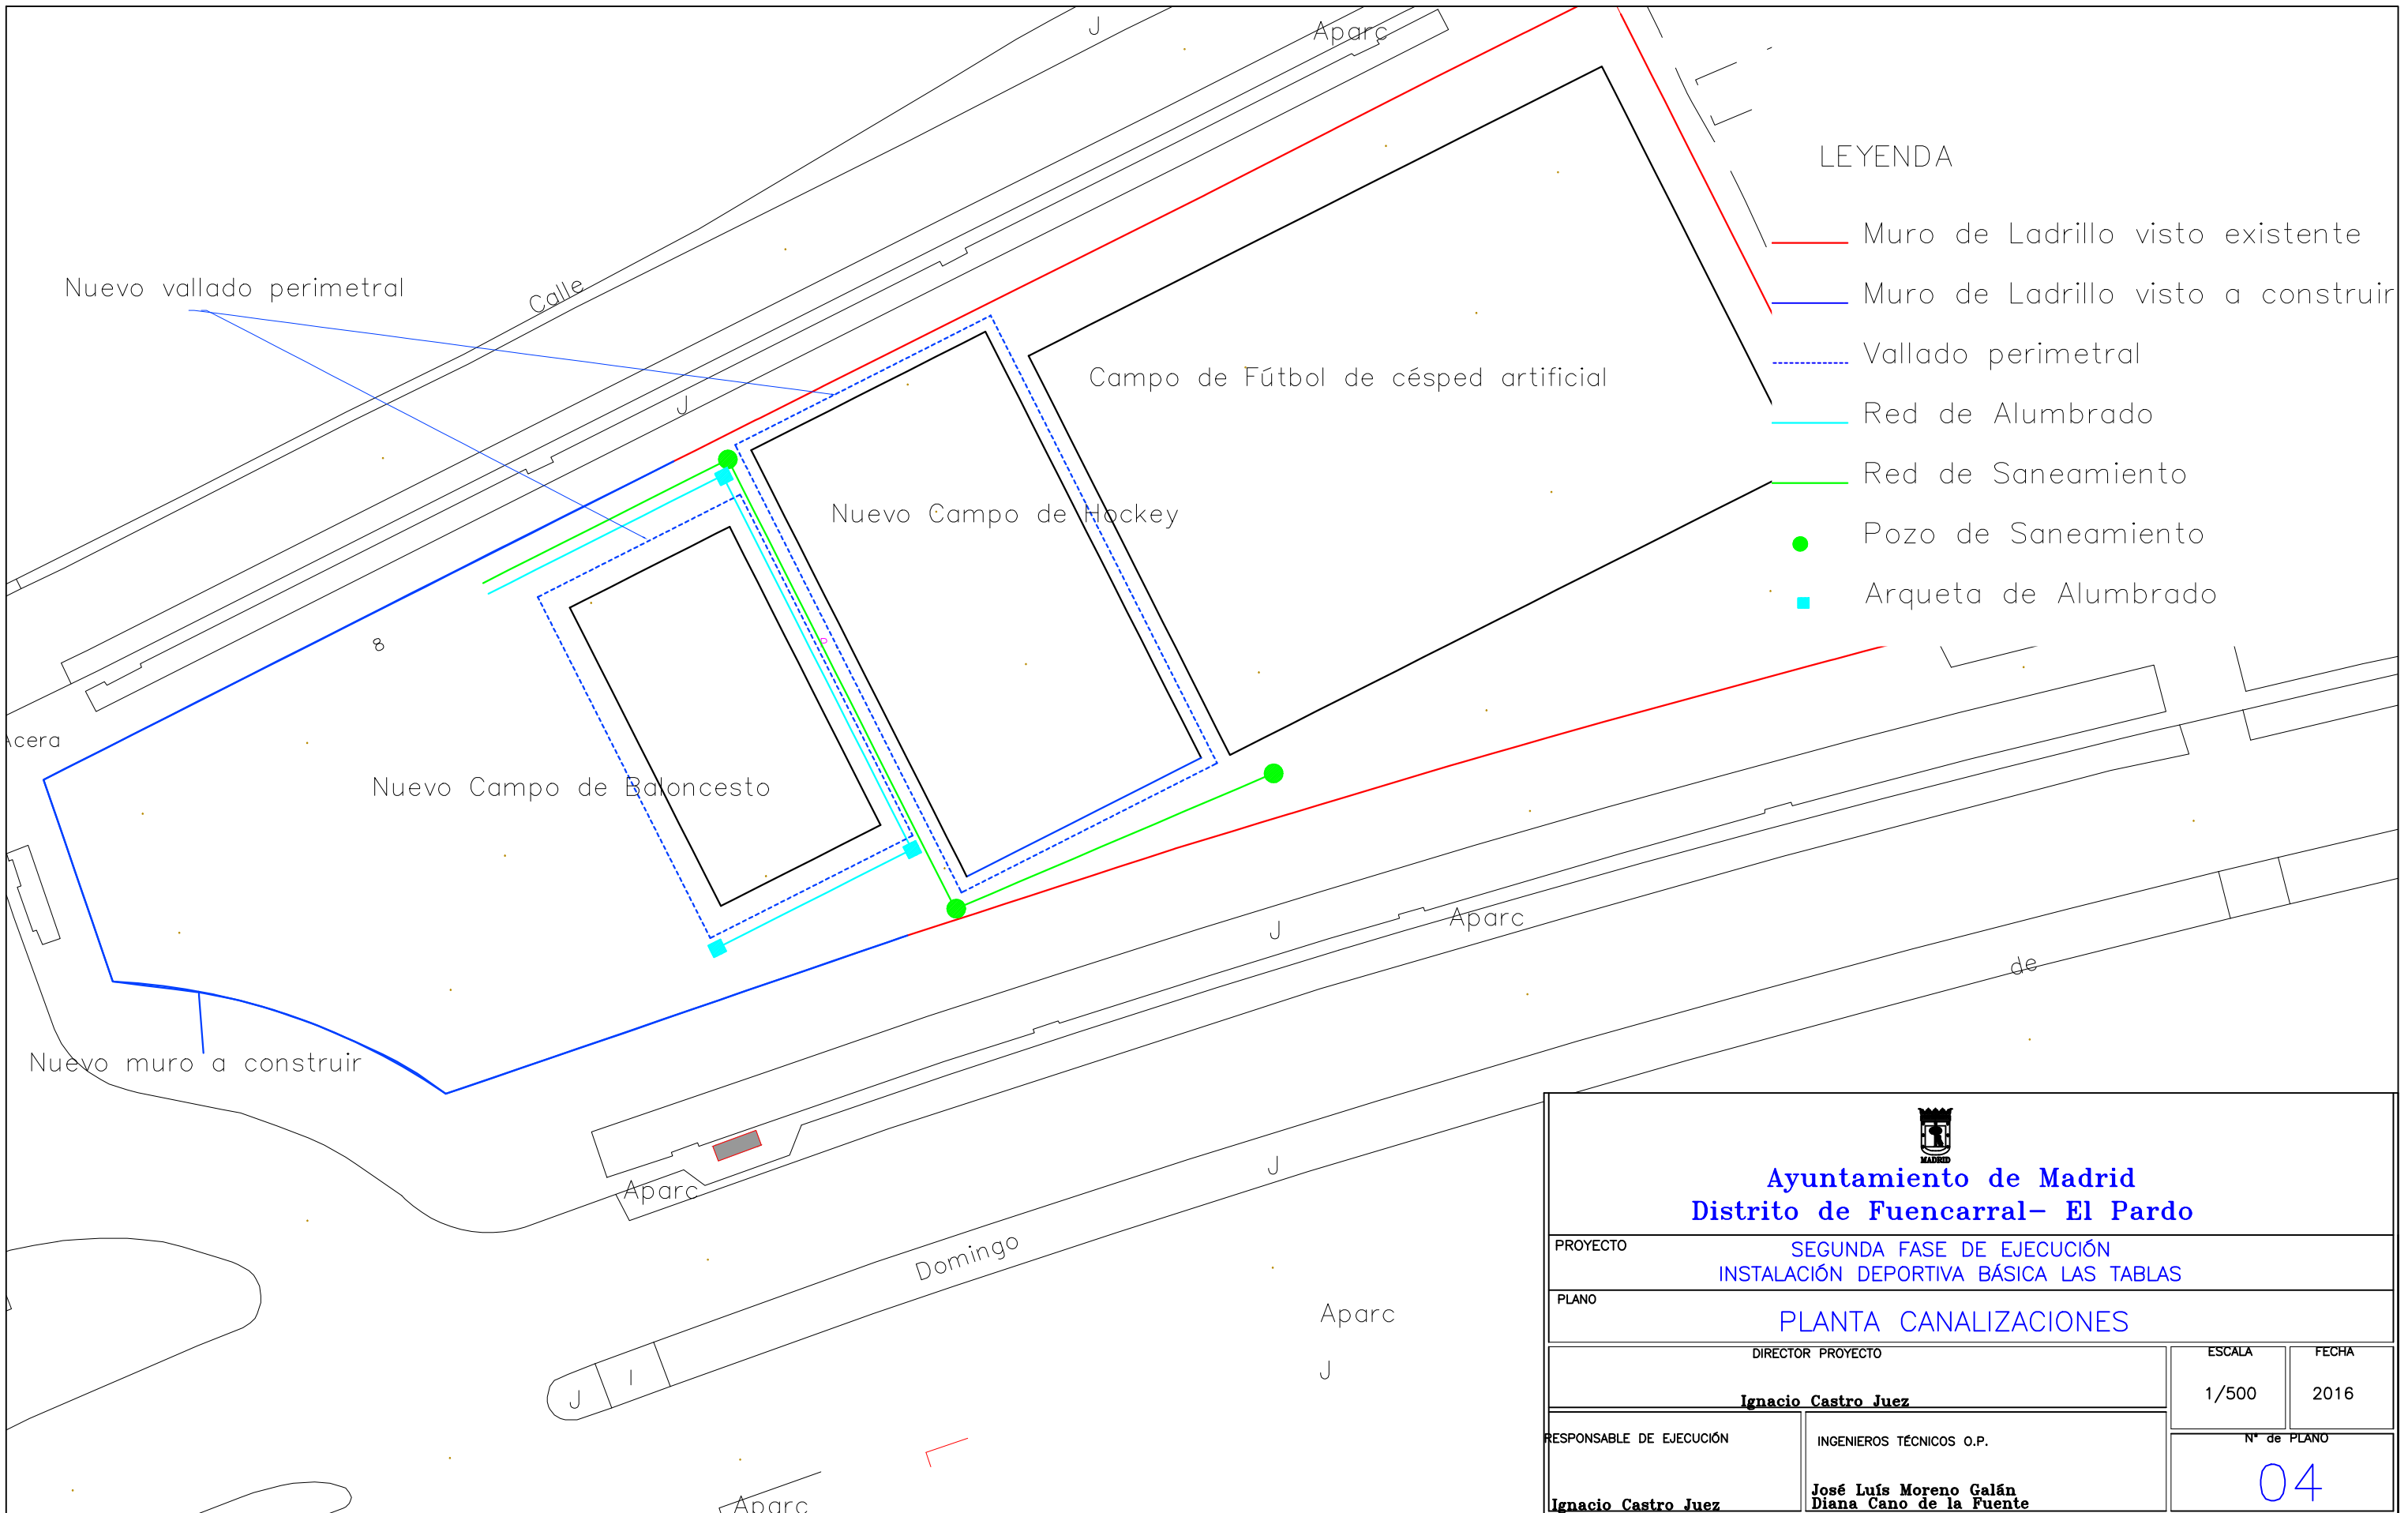 J
Aparc
LEYENDA
Muro de Ladrillo visto existente
Nuevo vallado perimetral
Calle
Muro de Ladrillo visto a construir
Vallado perimetral
Campo de Fútbol de césped artificial
J
Red de Alumbrado
Red de Saneamiento
Nuevo Campo de Hockey
Pozo de Saneamiento
Arqueta de Alumbrado
8
P
Acera
Nuevo Campo de Baloncesto
J
Aparc
de
Nuevo muro a construir
MADRID
Ayuntamiento de Madrid
J
Aparc
Distrito de Fuencarral- El Pardo
Domingo
PROYECTO
SEGUNDA FASE DE EJECUCIÓN
INSTALACIÓN DEPORTIVA BÁSICA LAS TABLAS
PLANO
PLANTA CANALIZACIONES
Aparc
J
J
I
DIRECTOR PROYECTO
Ignacio Castro Juez
ESCALA
1/500
FECHA
2016
RESPONSABLE DE EJECUCIÓN
Ignacio Castro Juez
INGENIEROS TÉCNICOS O.P.
José Luís Moreno Galán
Diana Cano de la Fuente
Nº de PLANO
04
Aparc